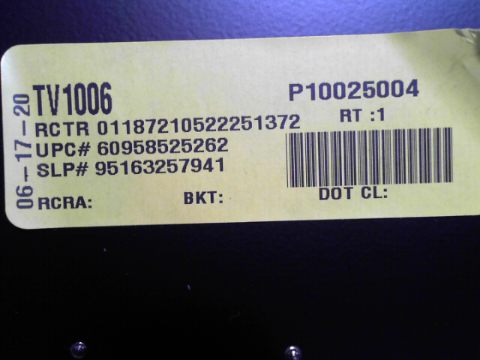 06-17-20
TV1006
P10025004
RCTR 01187210522251372
RT :1
UPC# 60958525262
SLP# 95163257941
RCRA:
BKT:
DOT CL: